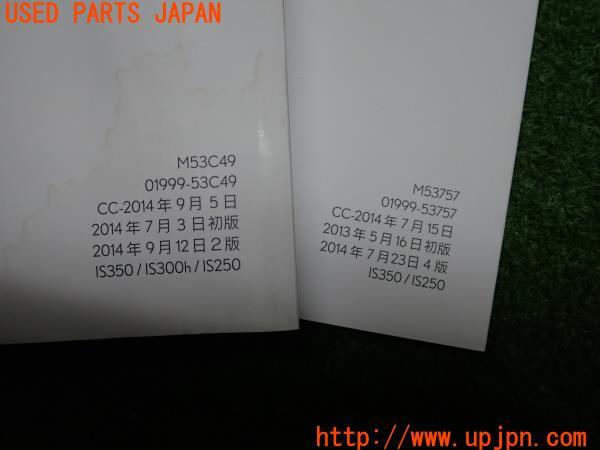 USED PARTS JAPAN
M53C49
01999-53C49
CC-2014年9月5日
2014年7月3日初版
2014年9月12日2版
IS350/IS300h/IS250
M53757
01999-53757
CC-2014年7月15日
2013年5月16日初版
2014年7月23日4版
IS350/IS250
http://www.upjpn.com/